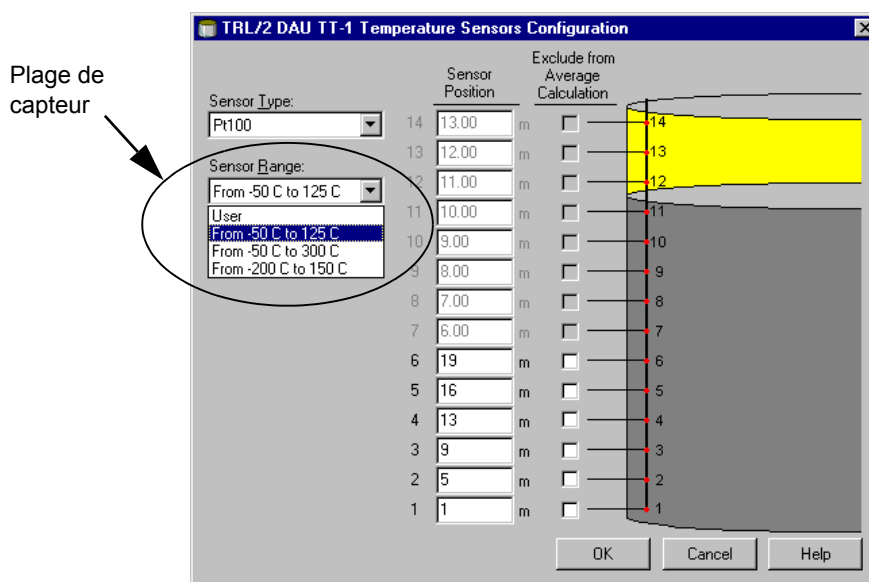 TRL/2 DAU TT-1 Temperature Sensors Configuration
Plage de
capteur
Sensor Type:
Pt100
Sensor Range:
From -50 C to 125 C
User
From -50 C to 125 C
From -50 C to 300 C
From -200 C to 150 C
Sensor
Position
Exclude from
Average
Calculation
14 13.00 m 14
13 12.00 m 13
12 11.00 m 12
11 10.00 m 11
10 9.00 m 10
9 8.00 m 9
8 7.00 m 8
7 6.00 m 7
6 19 m 6
5 16 m 5
4 13 m 4
3 9 m 3
2 5 m 2
1 1 m 1
OK Cancel Help